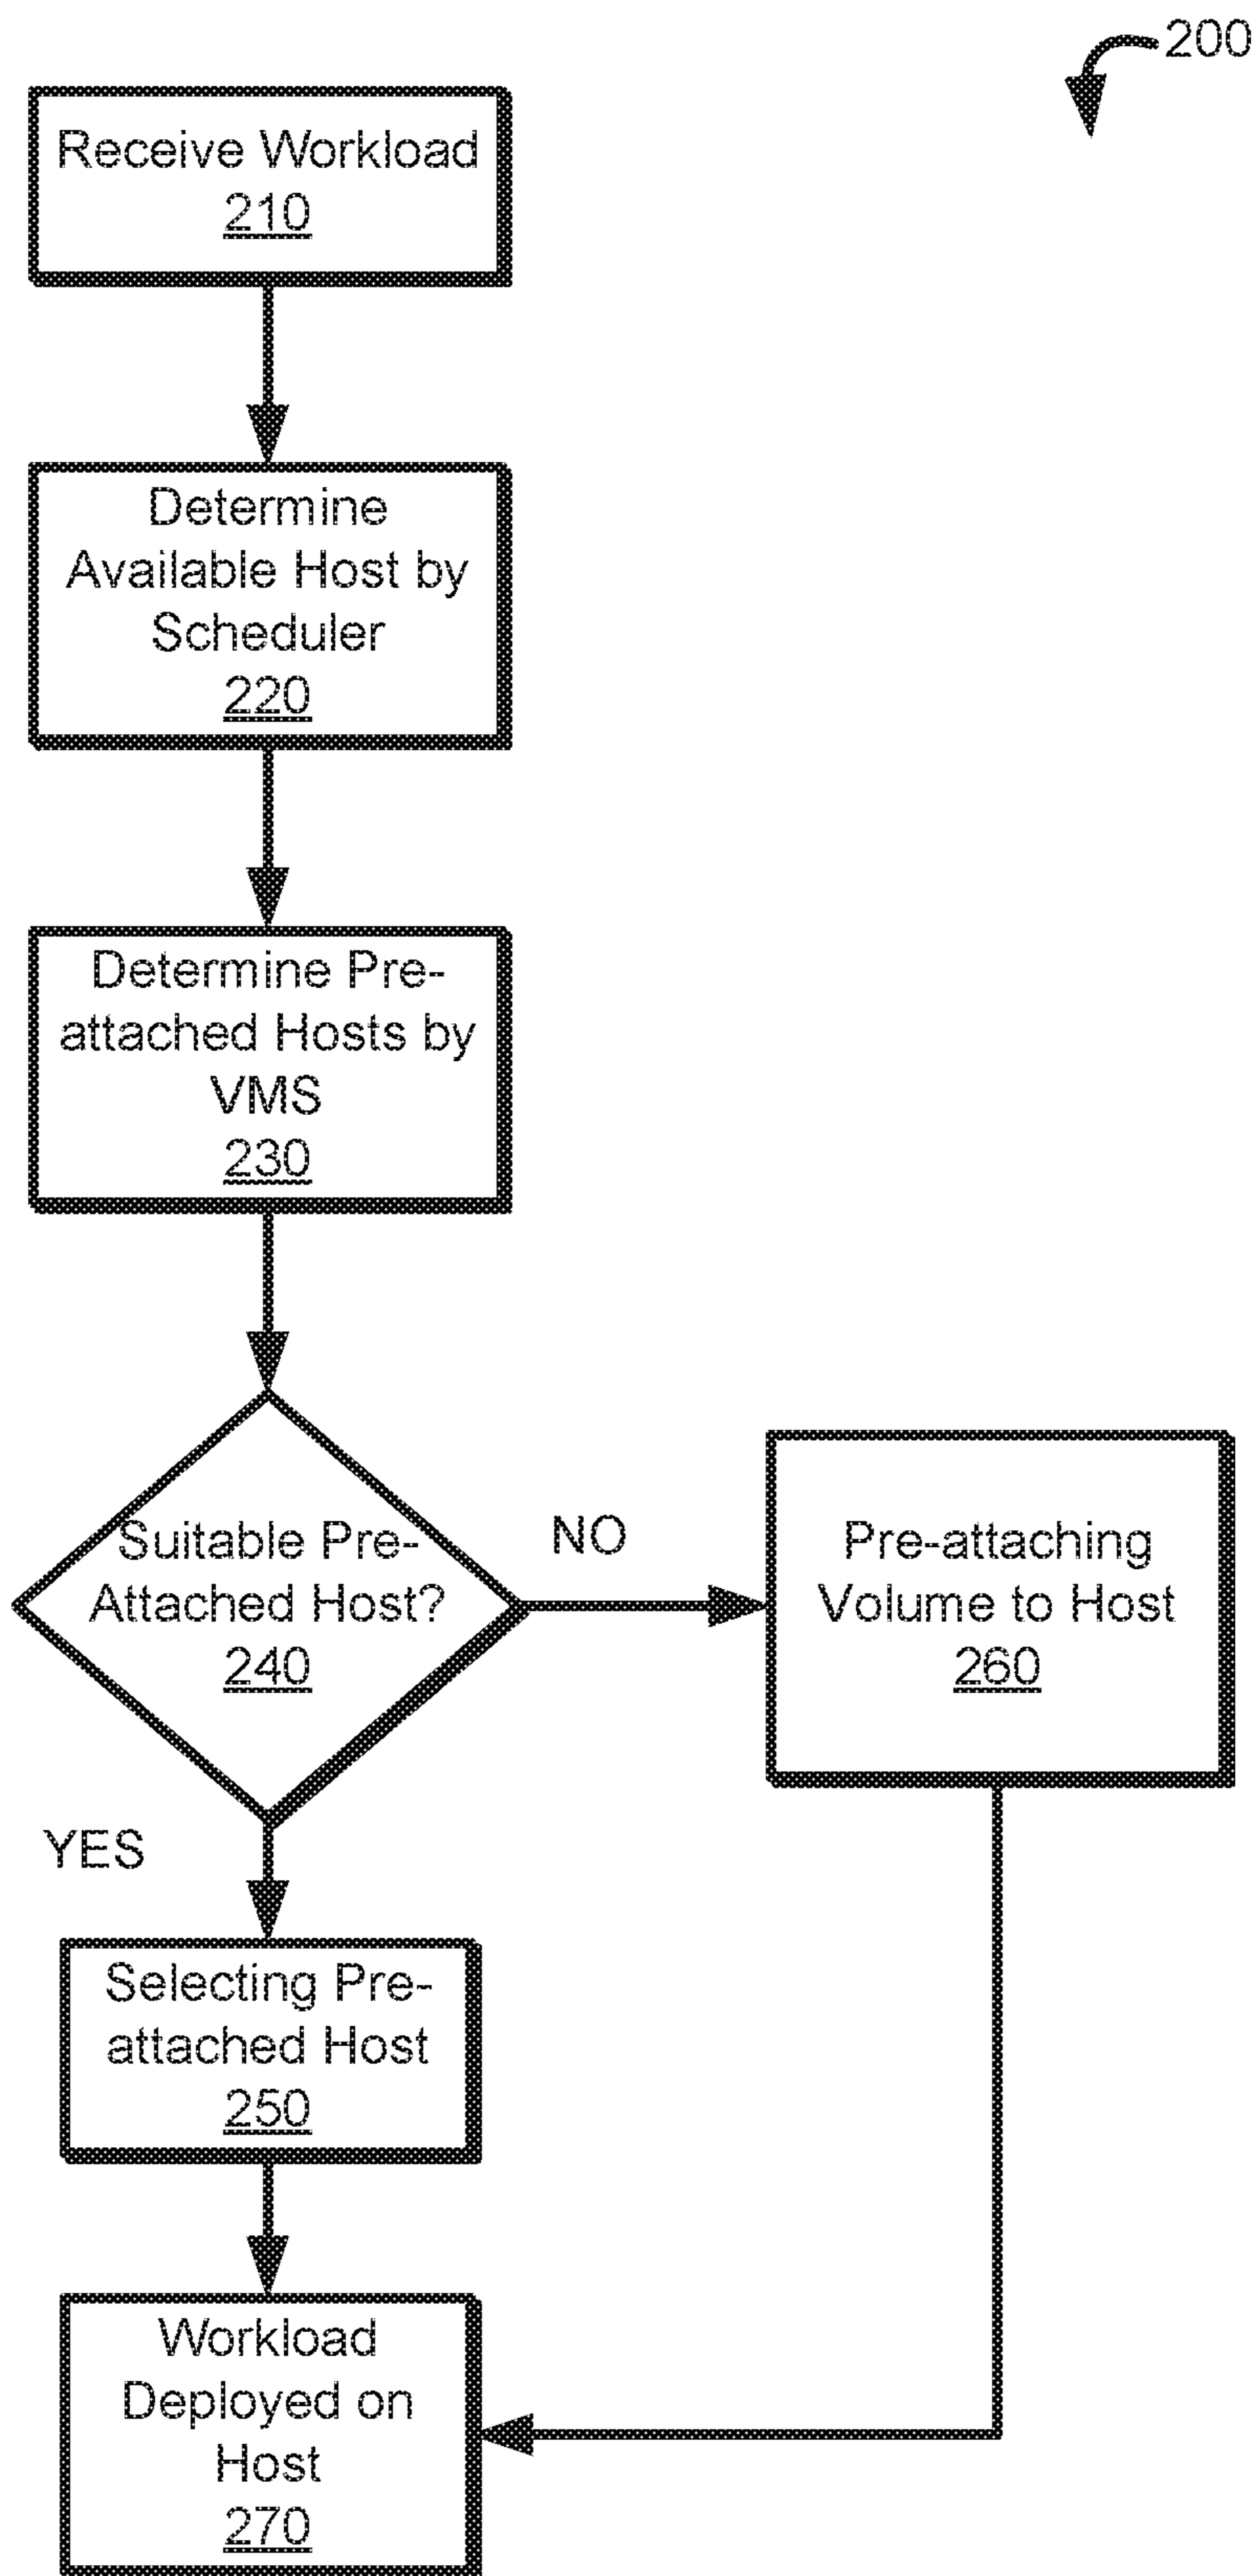 200
Receive Workload
210
Determine
Available Host by
Scheduler
220
Determine Pre-
attached Hosts by
VMS
230
Suitable Pre-
Attached Host?
240
NO
Pre-attaching
Volume to Host
260
YES
Selecting Pre-
attached Host
250
Workload
Deployed on
Host
270